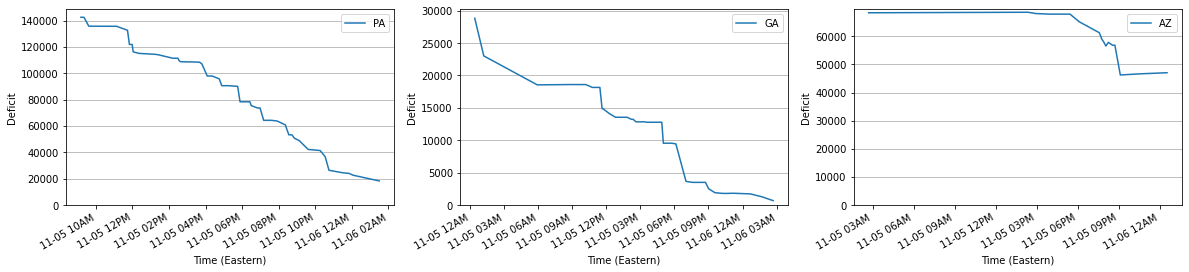 140000
120000
100000
80000
60000
40000
20000
0
Deficit
PA
11-05 10AM
11-05 12PM
11-05 02PM
11-05 04PM
11-05 06PM
11-05 08PM
11-05 10PM
11-06 12AM
11-06 02AM
Time (Eastern)
30000
25000
20000
15000
10000
5000
0
Deficit
GA
11-05 12AM
11-05 03AM
11-05 06AM
11-05 09AM
11-05 12PM
11-05 03PM
11-05 06PM
11-05 09PM
11-06 12AM
11-06 03AM
Time (Eastern)
60000
50000
40000
30000
20000
10000
0
Deficit
AZ
11-05 03AM
11-05 06AM
11-05 09AM
11-05 12PM
11-05 03PM
11-05 06PM
11-05 09PM
11-06 12AM
Time (Eastern)